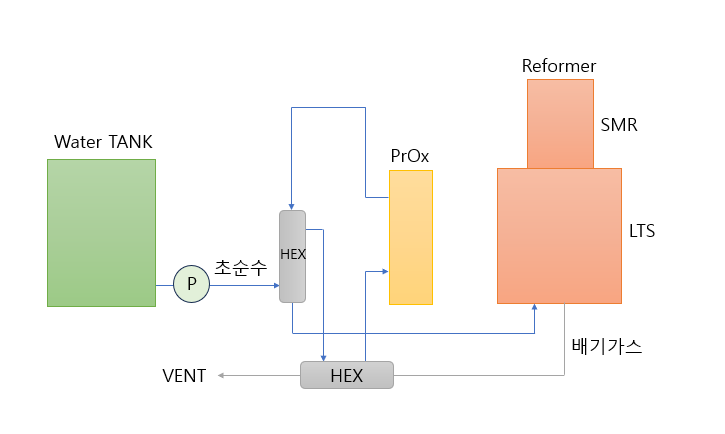 Reformer
SMR
Water TANK
PrOx
LTS
HEX
초순수
P
배기가스
VENT
HEX